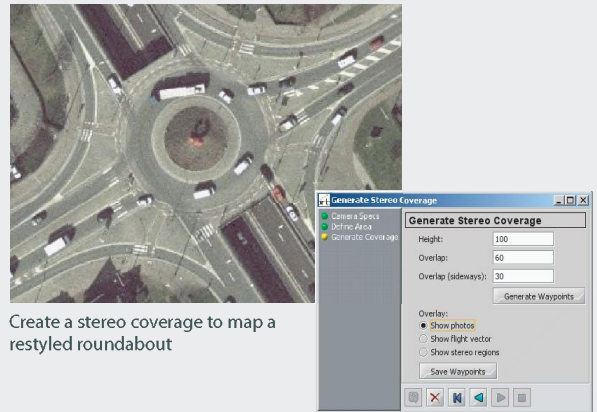 Generate Stereo Coverage
Camera Specs
Define Area
Generate Coverage
Generate Stereo Coverage
Height: 100
Overlap: 60
Overlap (sideways): 30
Generate Waypoints
Overlay:
Show photos
Show flight vector
Show stereo regions
Save Waypoints
Create a stereo coverage to map a
restyled roundabout